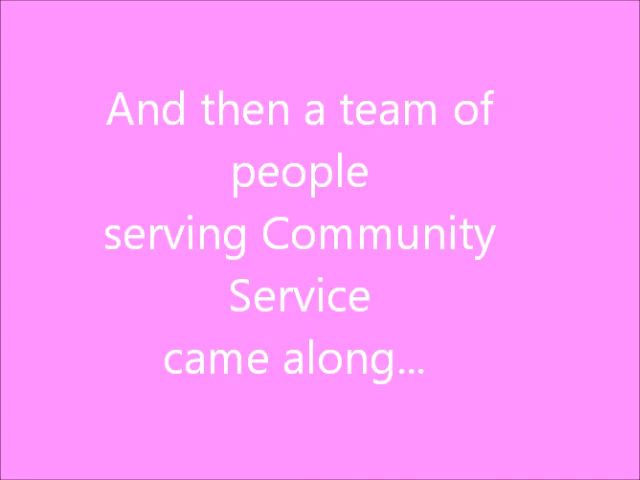 And then a team of
people
serving Community
Service
came along...